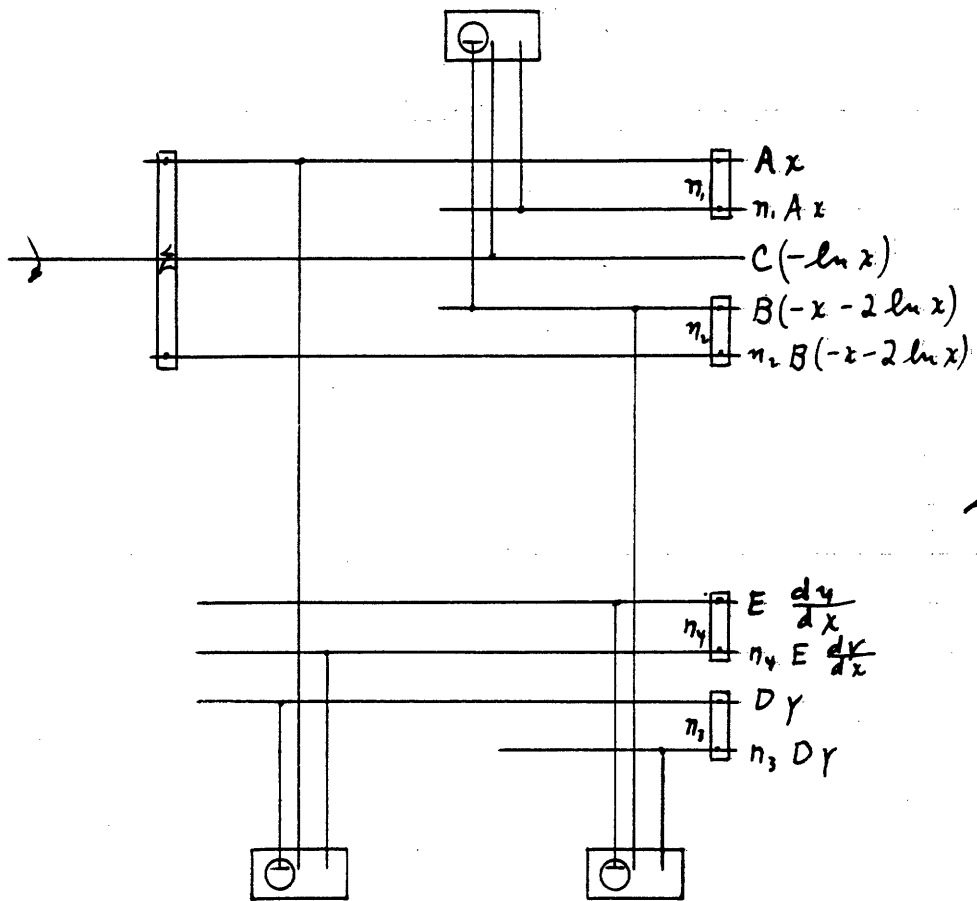 A x
n₁
n₁ A x
C (-ln x)
B (-x - 2 ln x)
n₂
n₂ B (-x - 2 ln x)
E dy/dx
n₄
n₄ E dy/dx
D y
n₃
n₃ D y